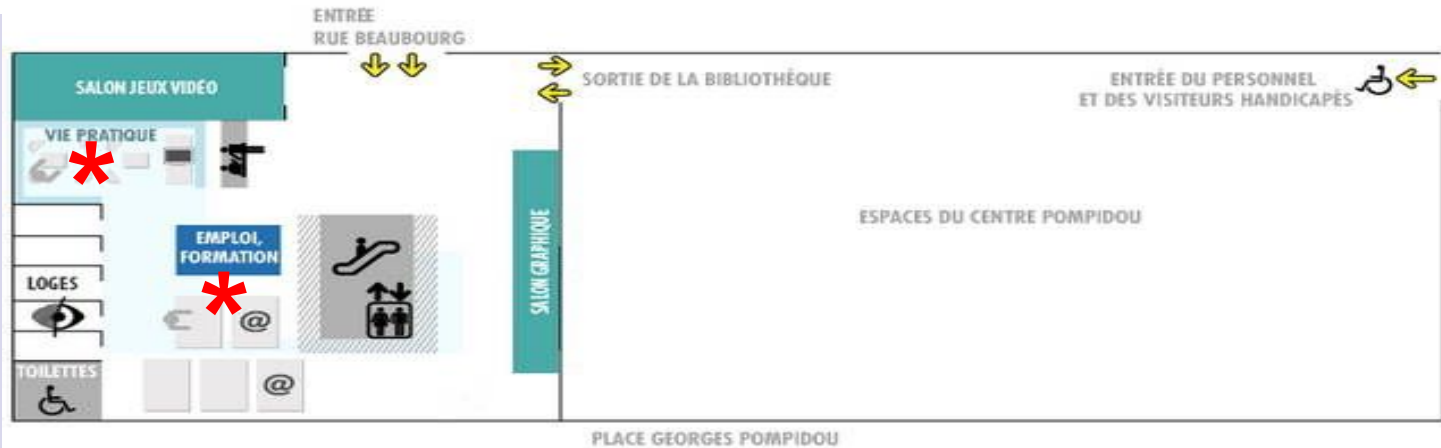 ENTRÉE
RUE BEAUBOURG
SORTIE DE LA BIBLIOTHÈQUE
ENTRÉE DU PERSONNEL
ET DES VISITEURS HANDICAPÉS
SALON JEUX VIDÉO
VIE PRATIQUE
EMPLOI,
FORMATION
SALON GRAPHIQUE
ESPACES DU CENTRE POMPIDOU
LOGES
@
TOILETTES
@
PLACE GEORGES POMPIDOU